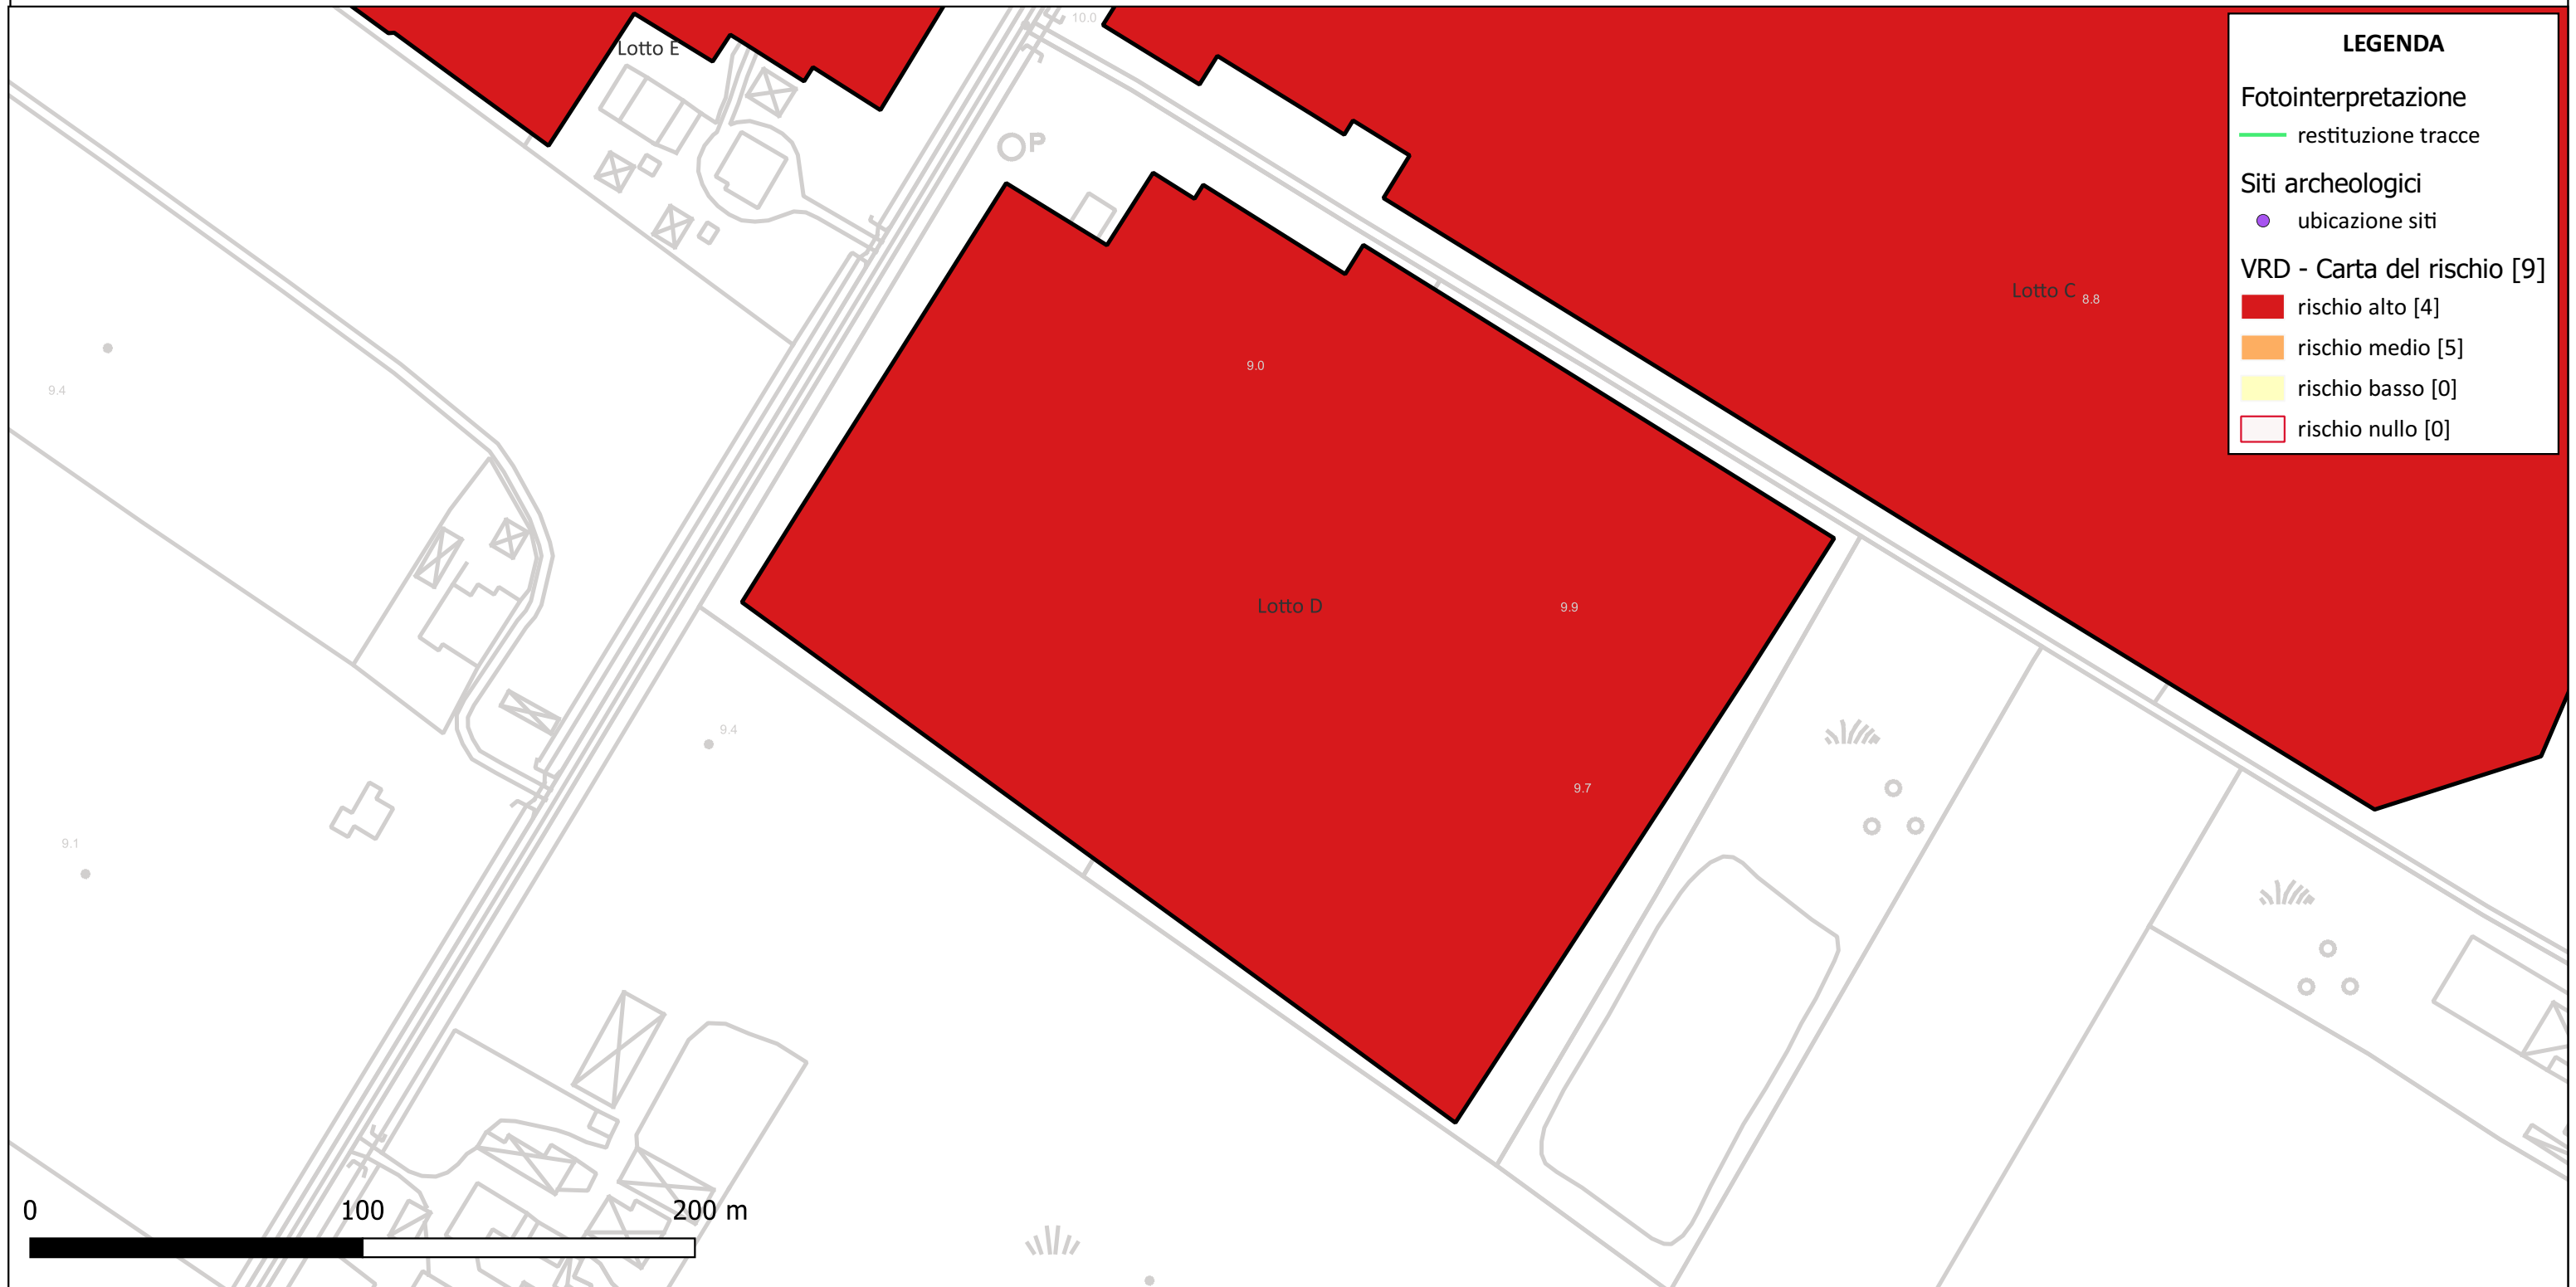 10.0
Lotto E
P
LEGENDA
Fotointerpretazione
restituzione tracce
Siti archeologici
ubicazione siti
VRD - Carta del rischio [9]
rischio alto [4]
rischio medio [5]
rischio basso [0]
rischio nullo [0]
Lotto C 8.8
9.0
9.4
Lotto D
9.9
9.4
9.7
9.1
0 100 200 m